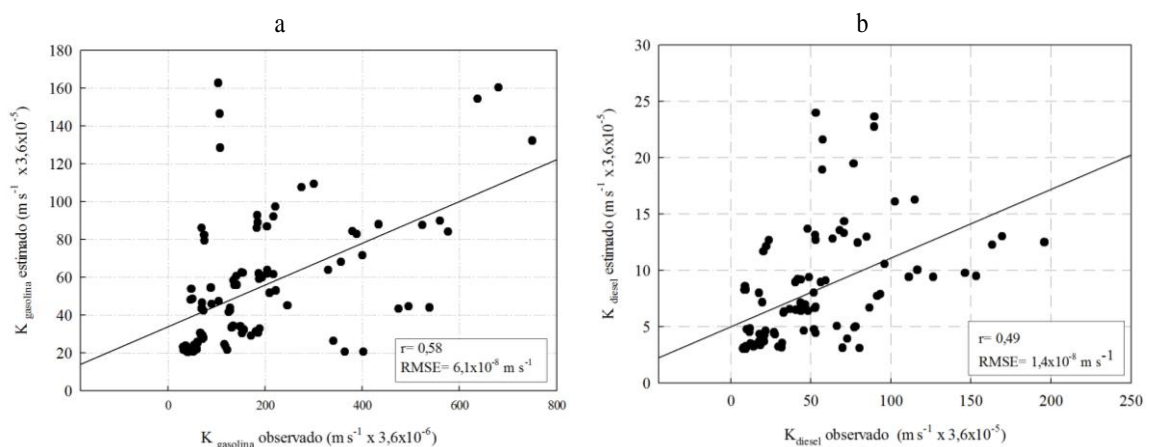 a
180
160
140
120
100
80
60
40
20
0
K gasolina estimado (m s⁻¹ x 3,6x10⁻⁵)
0
200
400
600
800
K gasolina observado (m s⁻¹ x 3,6x10⁻⁶)
r= 0,58
RMSE= 6,1x10⁻⁸ m s⁻¹
b
30
25
20
15
10
5
0
K diesel estimado (m s⁻¹ x 3,6x10⁻⁵)
0
50
100
150
200
250
K diesel observado (m s⁻¹ x 3,6x10⁻⁵)
r= 0,49
RMSE= 1,4x10⁻⁸ m s⁻¹